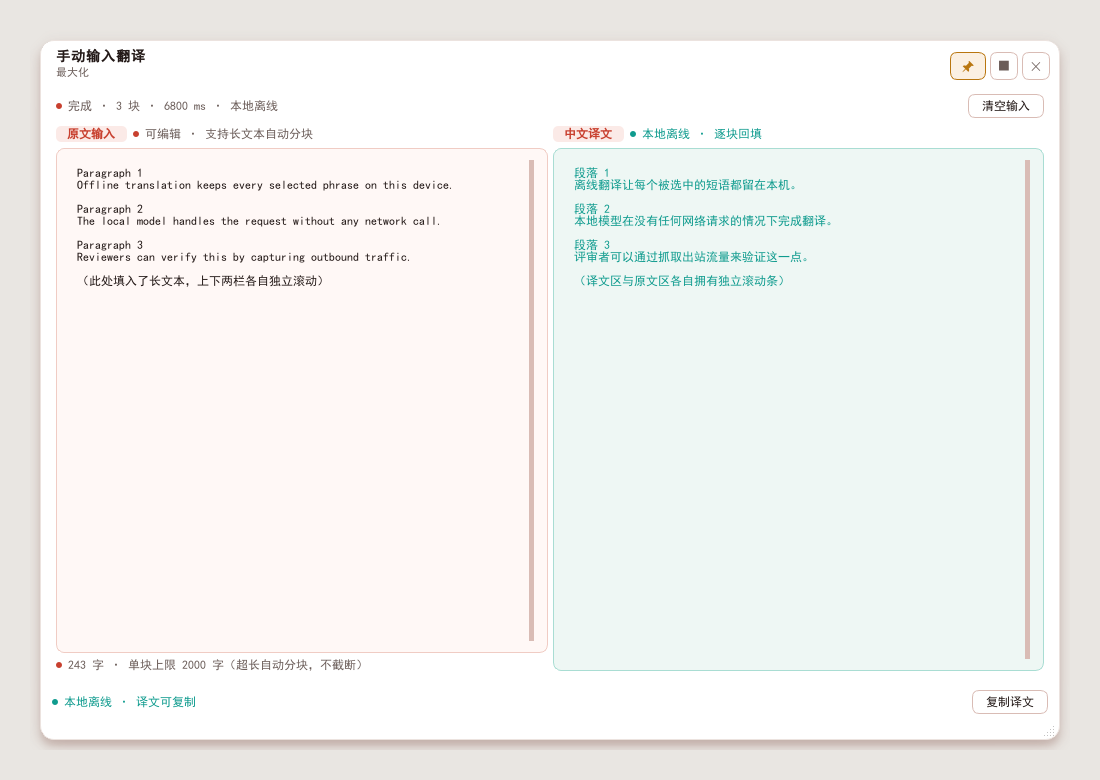 手动输入翻译
最大化
完成 · 3 块 · 6800 ms · 本地离线
清空输入
原文输入 可编辑 · 支持长文本自动分块
Paragraph 1
Offline translation keeps every selected phrase on this device.
Paragraph 2
The local model handles the request without any network call.
Paragraph 3
Reviewers can verify this by capturing outbound traffic.
（此处填入了长文本，上下两栏各自独立滚动）
243 字 · 单块上限 2000 字（超长自动分块，不截断）
中文译文 本地离线 · 逐块回填
段落 1
离线翻译让每个被选中的短语都留在本机。
段落 2
本地模型在没有任何网络请求的情况下完成翻译。
段落 3
评审者可以通过抓取出站流量来验证这一点。
（译文区与原文区各自拥有独立滚动条）
本地离线 · 译文可复制
复制译文